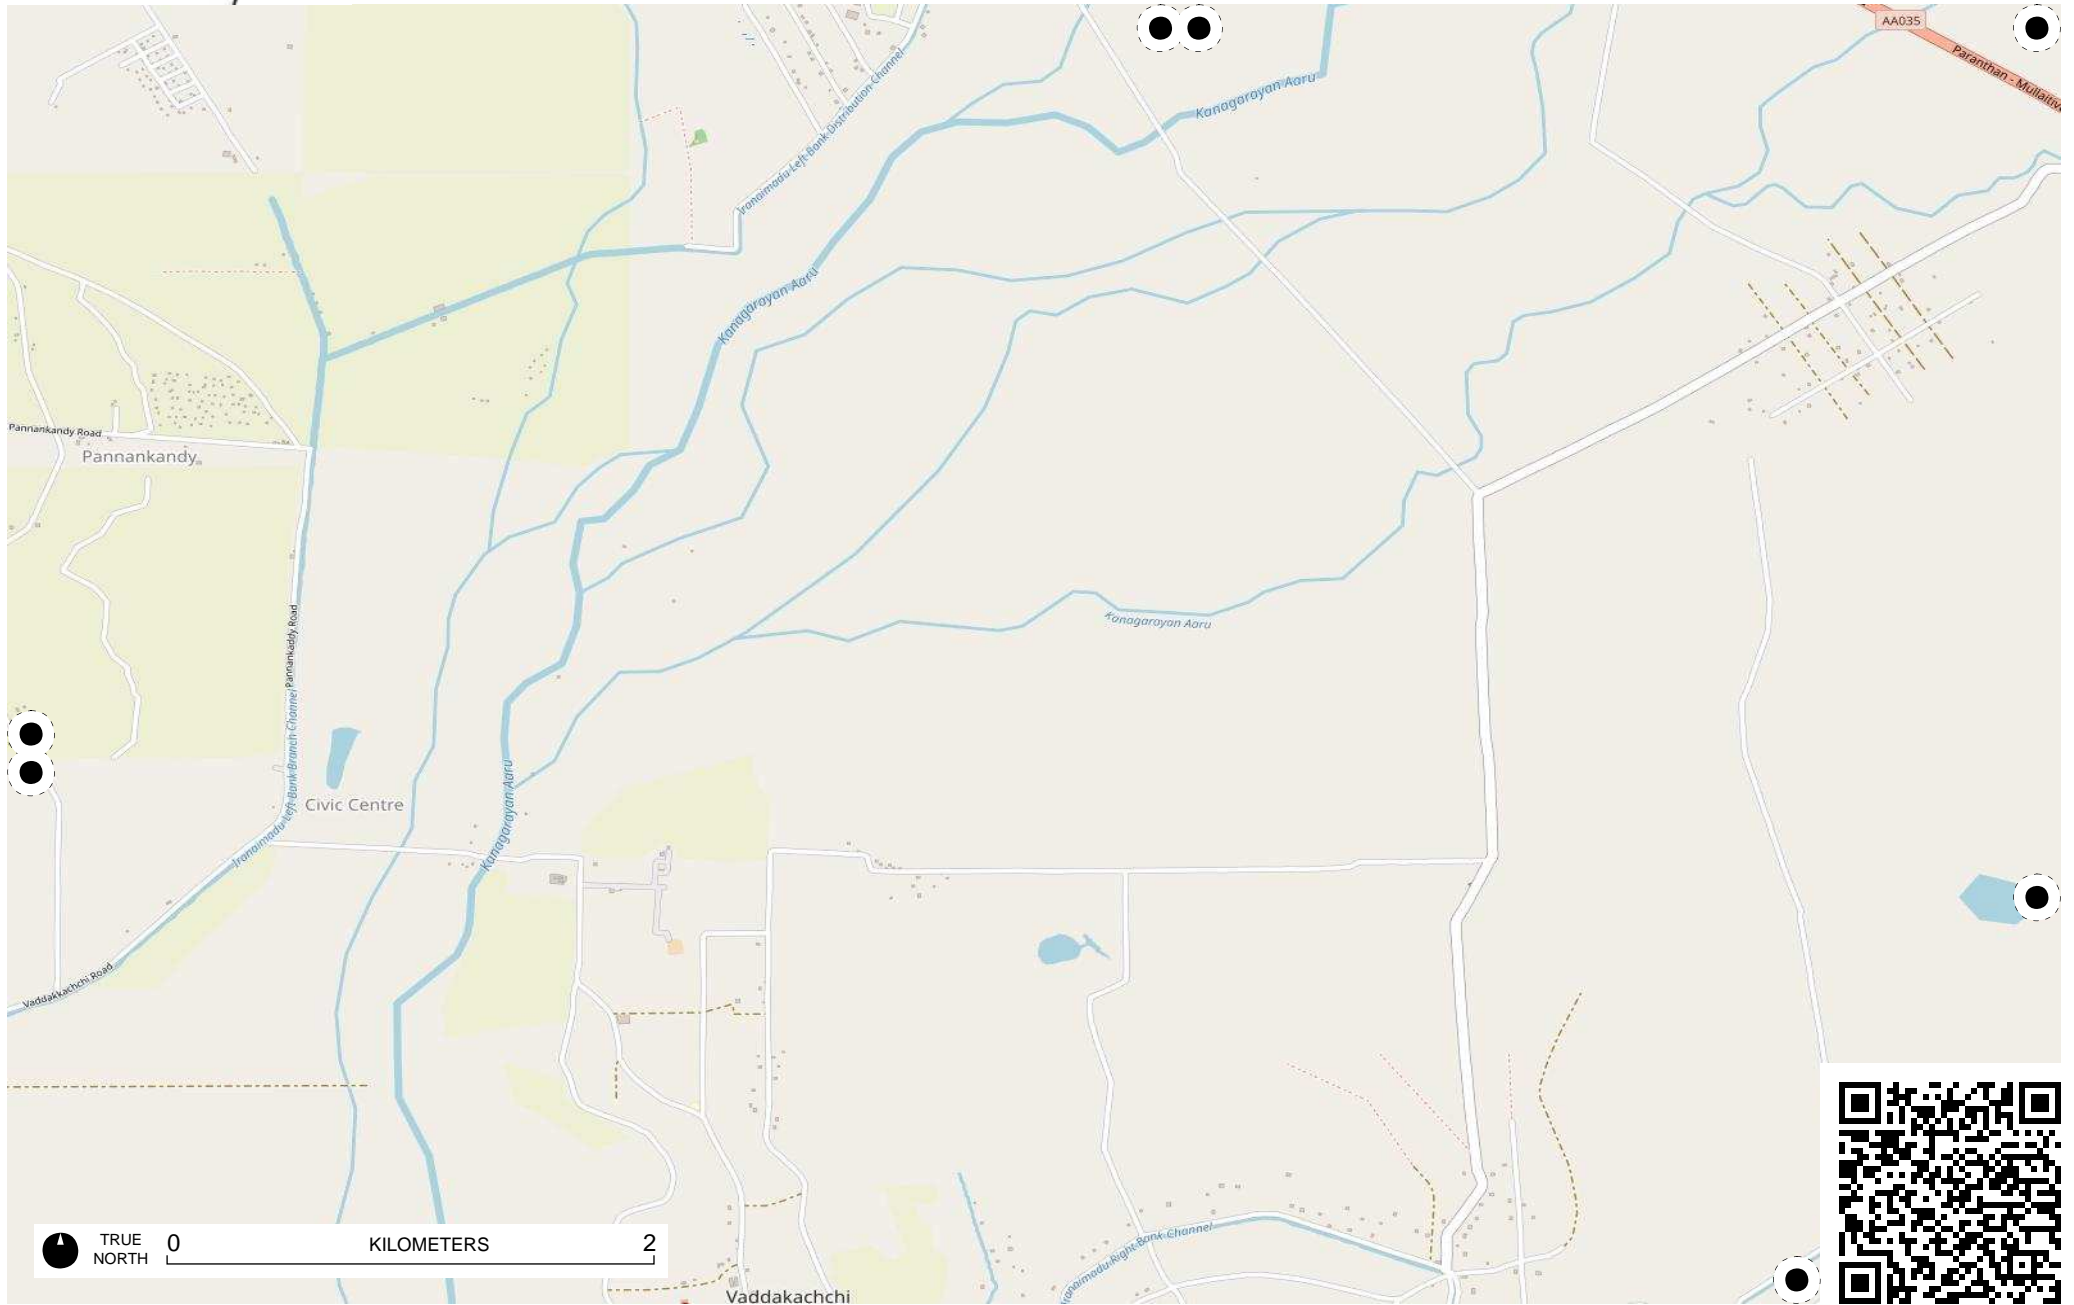 AA035
Paranthan - Mullaitiv
Kanagarayan Aaru
Iranaimadu Left Bank Distribution Channel
Kanagarayan Aaru
Pannankandy Road
Pannankandy
Pannankaddy Road
Kanagarayan Aaru
Iranaimadu Left Bank Branch Channel
Civic Centre
Kanagarayan Aaru
Vaddakkachchi Road
Iranaimadu Right Bank Channel
TRUE
NORTH
0 KILOMETERS 2
Vaddakachchi